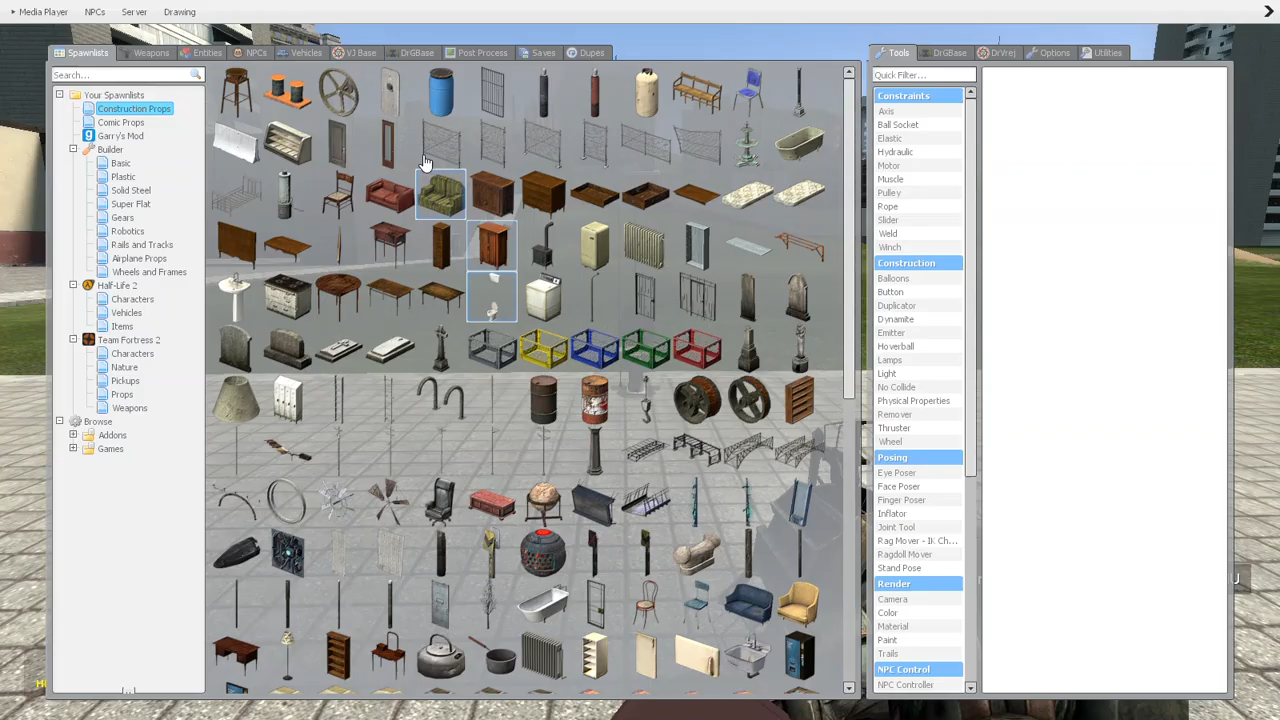 Media Player NPCs Server Drawing
Spawnlists Weapons Entities NPCs Vehicles VJ Base DrGBase Post Process Saves Dupes
Search...
Your Spawnlists
Construction Props
Comic Props
Garry's Mod
Builder
Basic
Plastic
Solid Steel
Super Flat
Gears
Robotics
Rails and Tracks
Airplane Props
Wheels and Frames
Half-Life 2
Characters
Vehicles
Items
Team Fortress 2
Characters
Nature
Pickups
Props
Weapons
Browse
Addons
Games
Tools DrGBase DrVrej Options Utilities
Quick Filter...
Constraints
Axis
Ball Socket
Elastic
Hydraulic
Motor
Muscle
Pulley
Rope
Slider
Weld
Winch
Construction
Balloons
Button
Duplicator
Dynamite
Emitter
Hoverball
Lamps
Light
No Collide
Physical Properties
Remover
Thruster
Wheel
Posing
Eye Poser
Face Poser
Finger Poser
Inflator
Joint Tool
Rag Mover - IK Ch...
Ragdoll Mover
Stand Pose
Render
Camera
Color
Material
Paint
Trails
NPC Control
NPC Controller